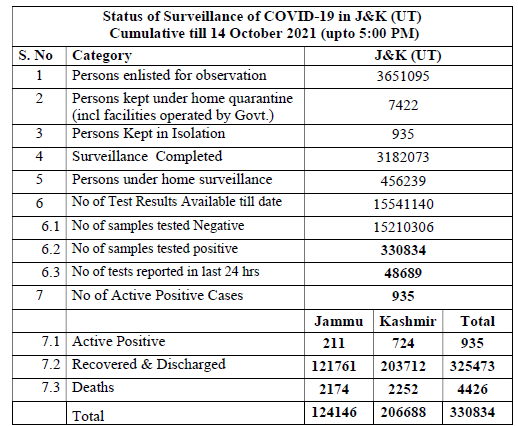 Status of Surveillance of COVID-19 in J&K (UT)
Cumulative till 14 October 2021 (upto 5:00 PM)
S. No Category J&K (UT)
1 Persons enlisted for observation 3651095
2 Persons kept under home quarantine
(incl facilities operated by Govt.) 7422
3 Persons Kept in Isolation 935
4 Surveillance Completed 3182073
5 Persons under home surveillance 456239
6 No of Test Results Available till date 15541140
6.1 No of samples tested Negative 15210306
6.2 No of samples tested positive 330834
6.3 No of tests reported in last 24 hrs 48689
7 No of Active Positive Cases 935
Jammu Kashmir Total
7.1 Active Positive 211 724 935
7.2 Recovered & Discharged 121761 203712 325473
7.3 Deaths 2174 2252 4426
Total 124146 206688 330834